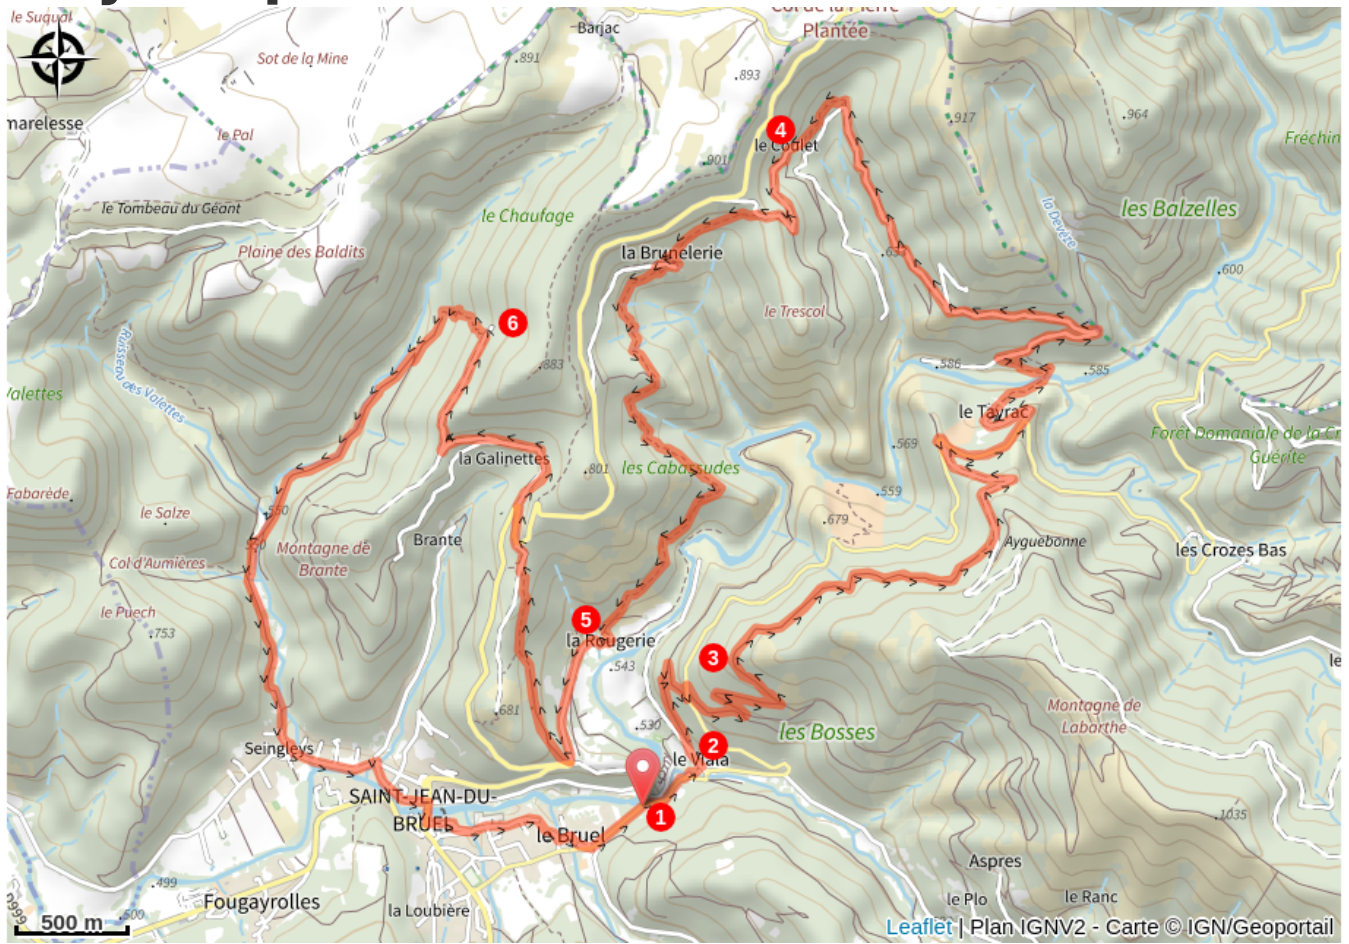 le Suquat
Barjac
Col de la Pierre
Plantée
Sot de la Mine
.891
.893
marelesse
le Pal
4
le Coulet
.917
.964
Fréchin
.901
le Tombeau du Géant
le Chaufage
les Balzelles
la Devèze
Plaine des Baldits
la Brunelerie
.600
6
le Trescol
Ruisseau des Valettes
.883
.586
.585
Valettes
le Tayrac
Forêt Domaniale de la Cr
Guérite
la Galinettes
.801
les Cabassudes
.569
Fabarède
.559
le Salze
.550
.679
Brante
Montagne de
Brante
Ayguebonne
les Crozes Bas
Col d'Aumières
le Puech
.753
5
la Rougerie
.543
3
le
.681
.530
les Bosses
Montagne de
Labarthe
Seingleys
2
le Viala
SAINT-JEAN-DU-
BRUEL
1
le Bruel
.1035
Aspres
.499
Fougayrolles
la Loubière
le Plo
le Ranc
.500
D999
500 m
Leaflet | Plan IGNV2 - Carte © IGN/Geoportail